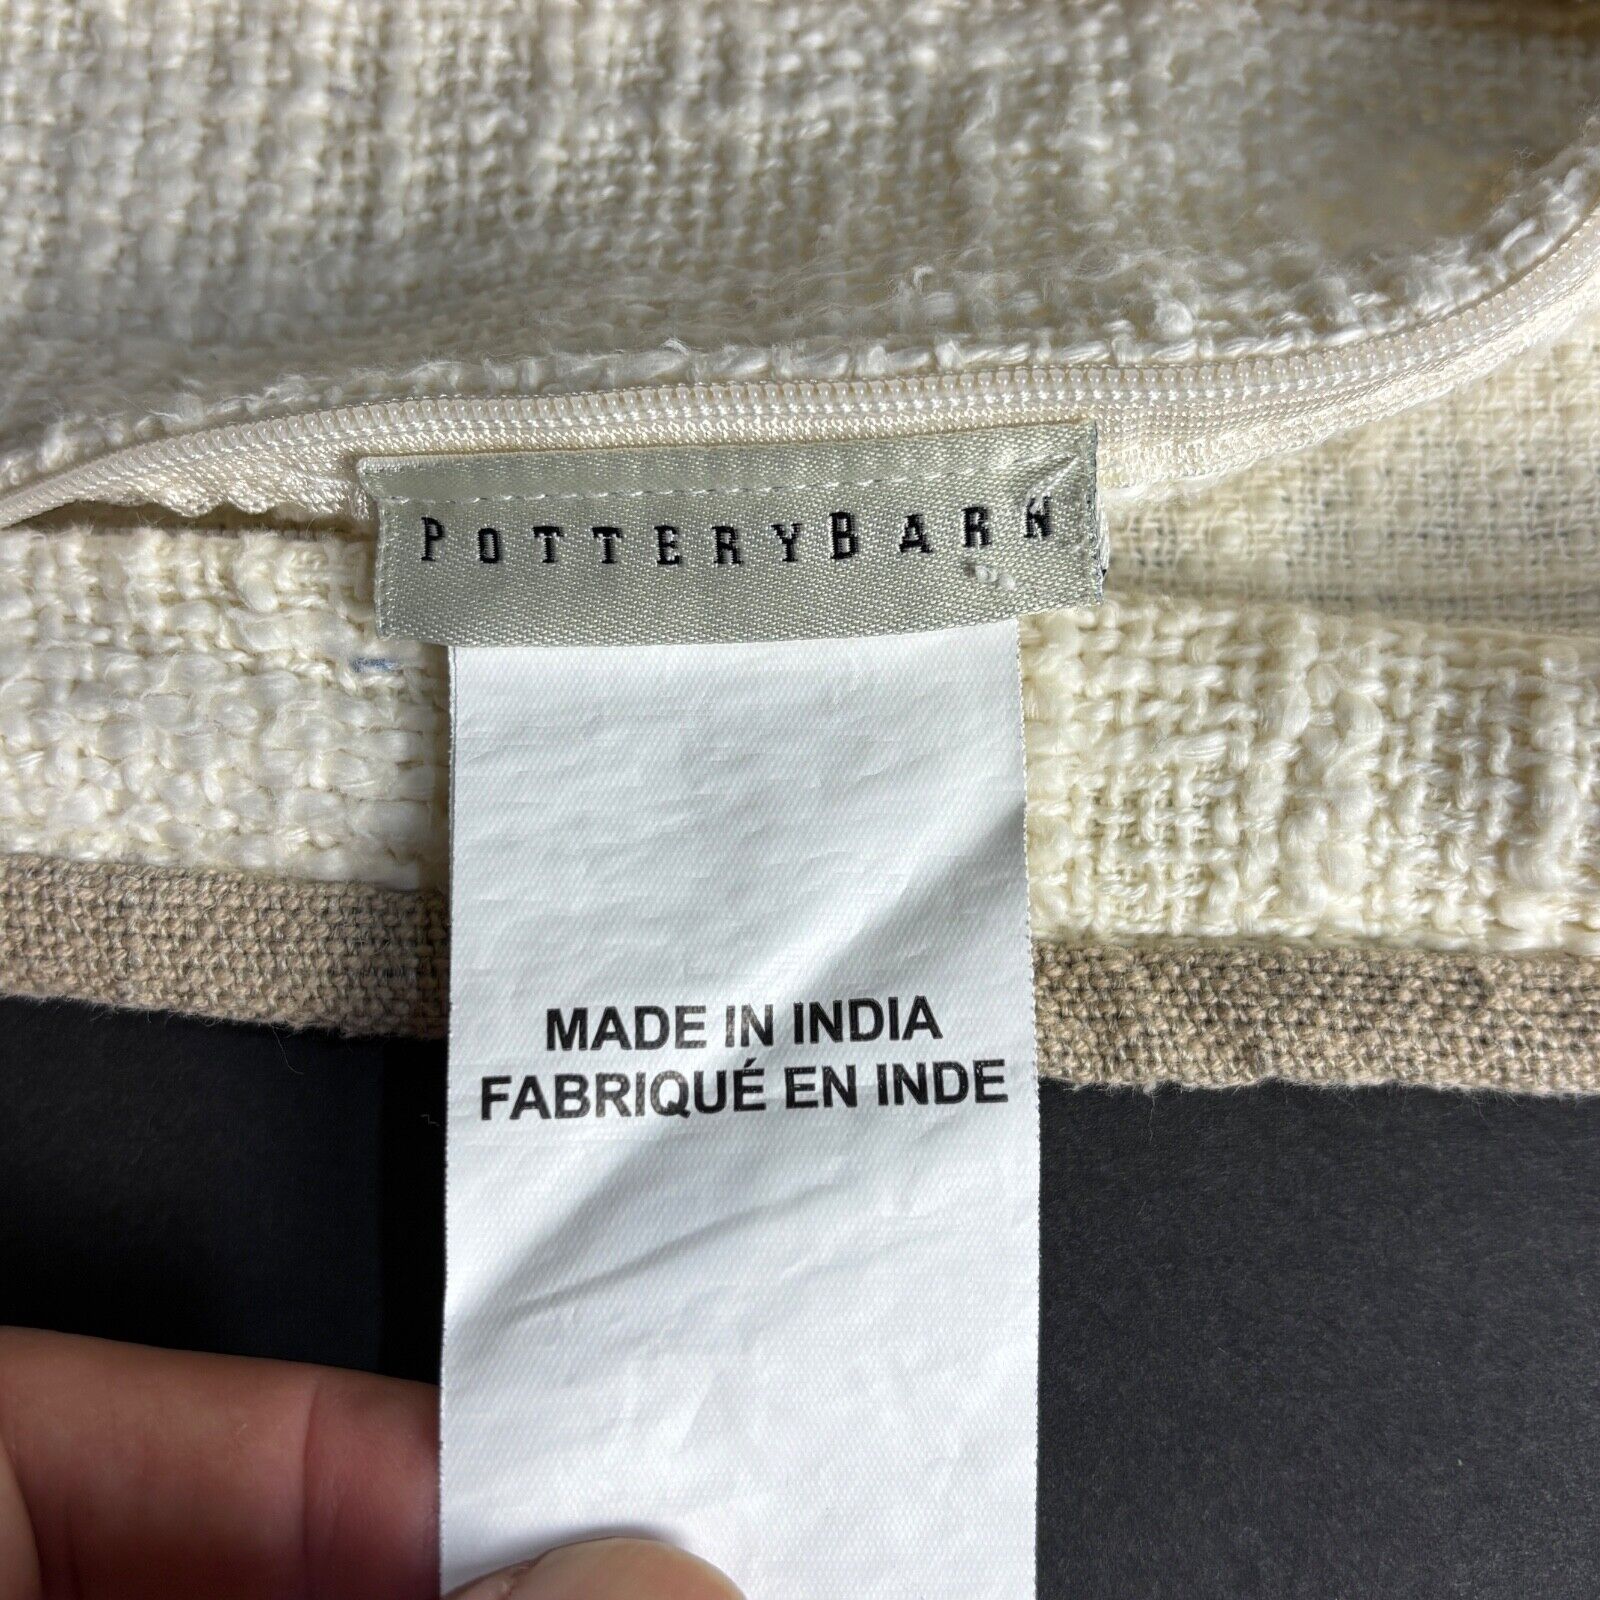 POTTERYBARN
MADE IN INDIA
FABRIQUÉ EN INDE